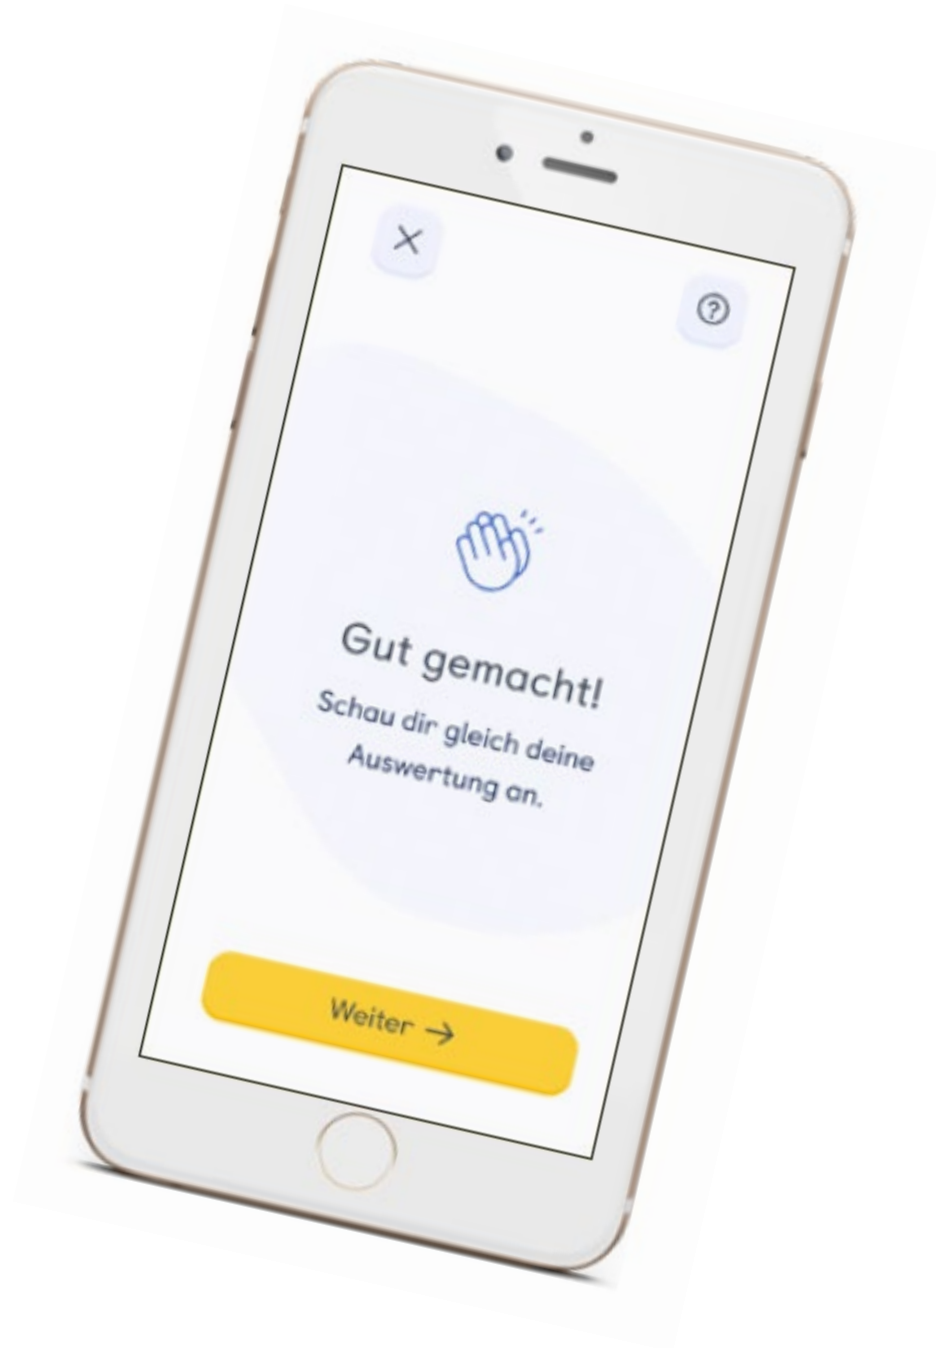 Gut gemacht!
Schau dir gleich deine
Auswertung an.
Weiter →